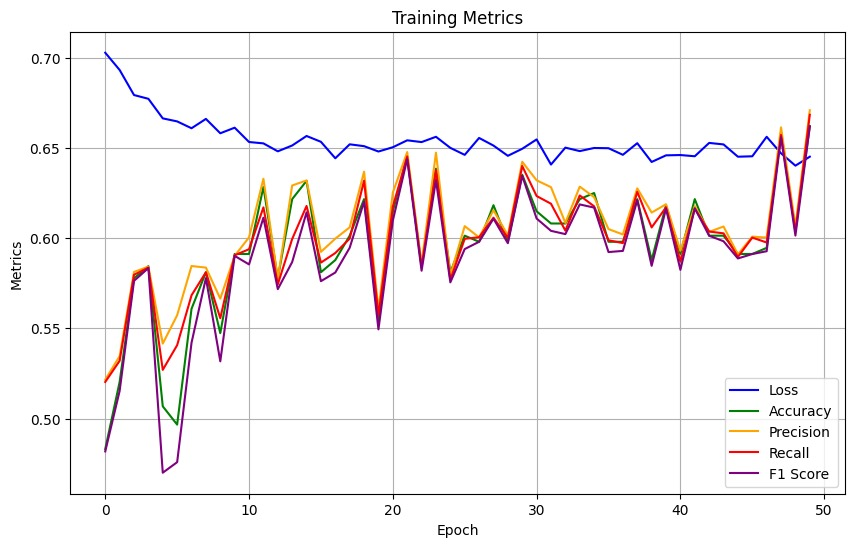 Training Metrics
0.70
0.65
0.60
0.55
0.50
Metrics
0 10 20 30 40 50
Epoch
Loss
Accuracy
Precision
Recall
F1 Score